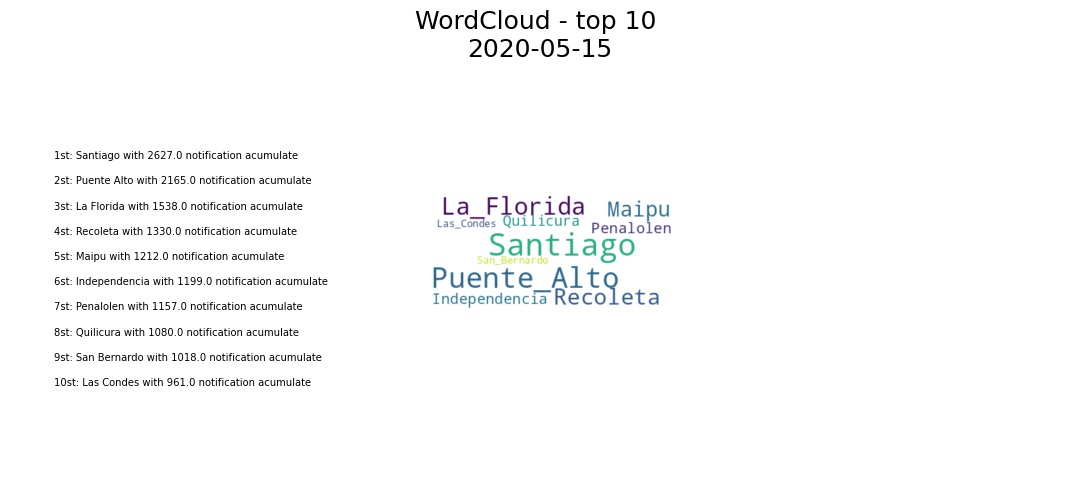 WordCloud - top 10
2020-05-15
1st: Santiago with 2627.0 notification acumulate
2st: Puente Alto with 2165.0 notification acumulate
3st: La Florida with 1538.0 notification acumulate
4st: Recoleta with 1330.0 notification acumulate
5st: Maipu with 1212.0 notification acumulate
6st: Independencia with 1199.0 notification acumulate
7st: Penalolen with 1157.0 notification acumulate
8st: Quilicura with 1080.0 notification acumulate
9st: San Bernardo with 1018.0 notification acumulate
10st: Las Condes with 961.0 notification acumulate
La_Florida Maipu
Las_Condes Quilicura Penalolen
Santiago
San_Bernardo
Puente_Alto
Independencia Recoleta